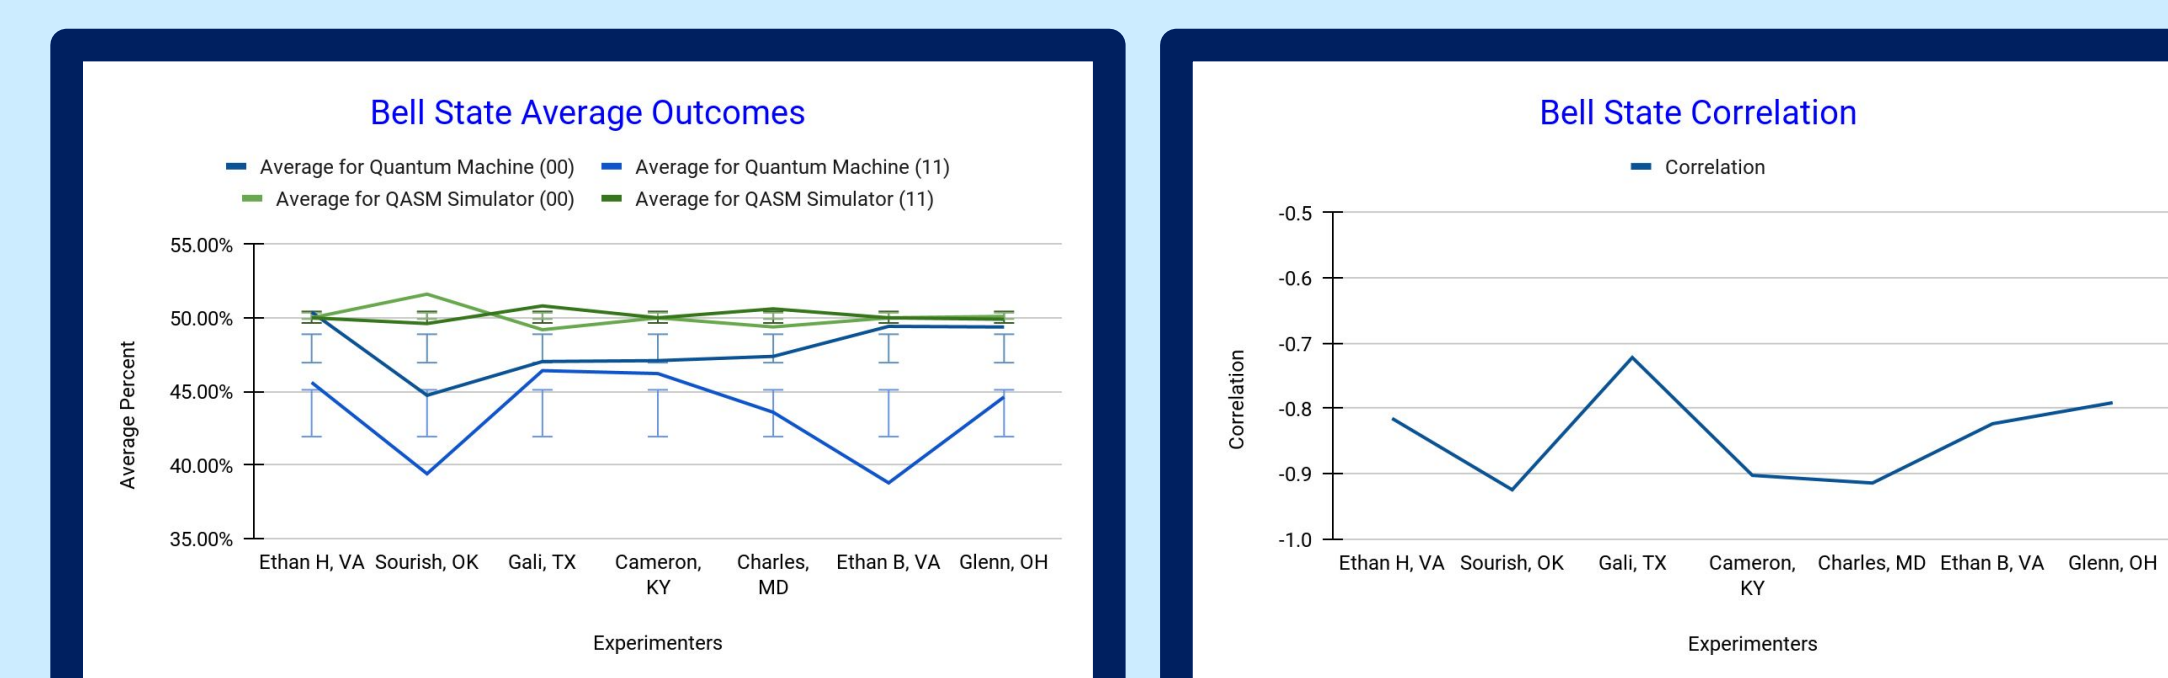 Bell State Average Outcomes
Average for Quantum Machine (00) Average for Quantum Machine (11)
Average for QASM Simulator (00) Average for QASM Simulator (11)
55.00%
50.00%
45.00%
40.00%
35.00%
Average Percent
Ethan H, VA Sourish, OK Gali, TX Cameron, Charles, Ethan B, VA Glenn, OH
KY MD
Experimenters
Bell State Correlation
Correlation
-0.5
-0.6
-0.7
-0.8
-0.9
-1.0
Correlation
Ethan H, VA Sourish, OK Gali, TX Cameron, Charles, MD Ethan B, VA Glenn, OH
KY
Experimenters